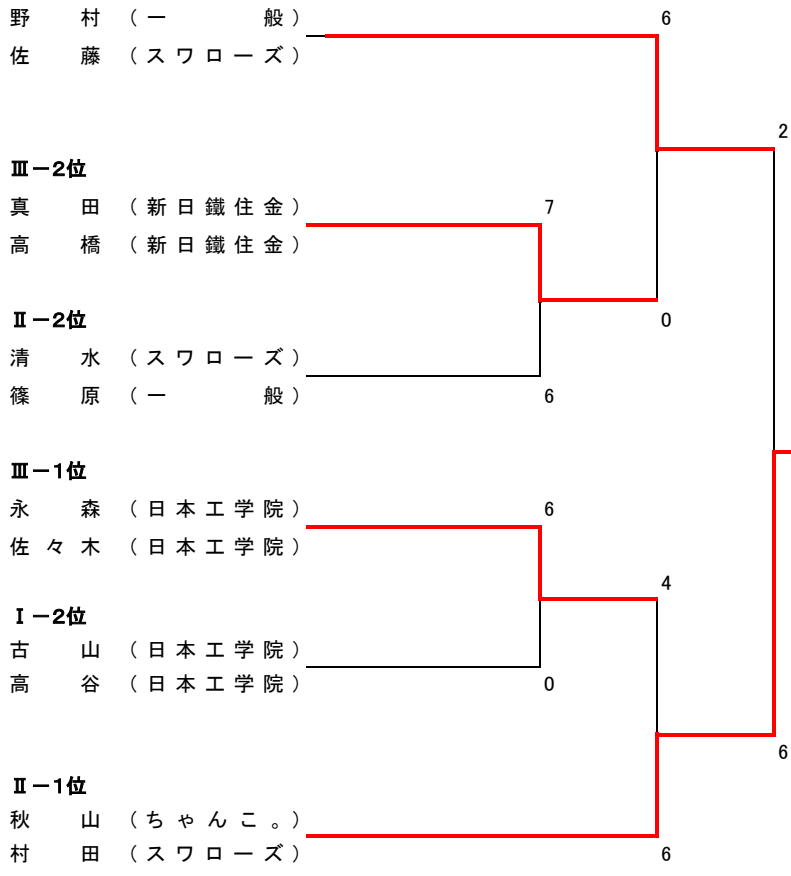 野村（一般） 6
佐藤（スワローズ）
2
Ⅲ－2位
真田（新日鐵住金） 7
高橋（新日鐵住金）
Ⅱ－2位 0
清水（スワローズ）
篠原（一般） 6
Ⅲ－1位
永森（日本工学院） 6
佐々木（日本工学院）
4
Ⅰ－2位
古山（日本工学院）
高谷（日本工学院） 0
6
Ⅱ－1位
秋山（ちゃんこ。）
村田（スワローズ） 6